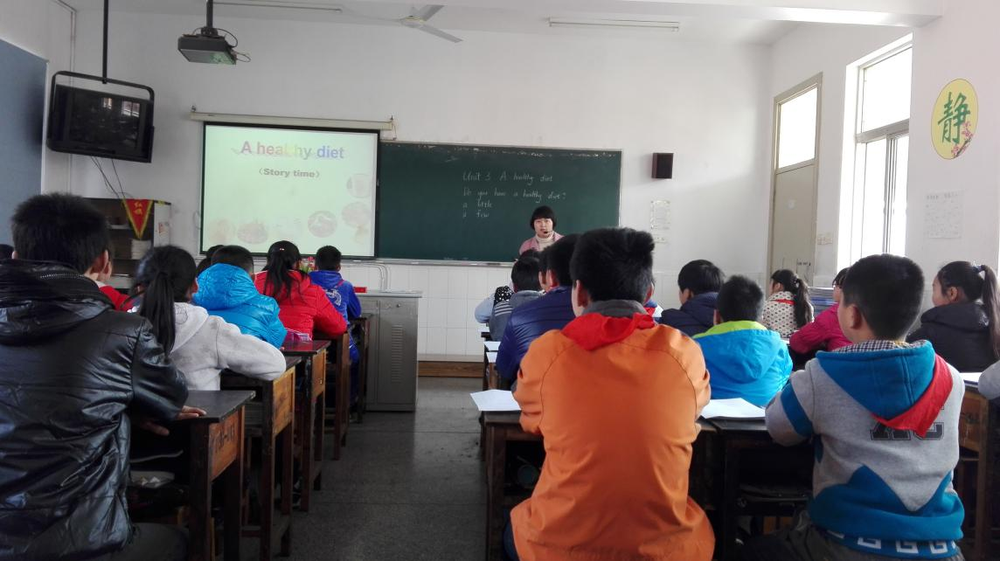 A healthy diet
(Story time)
Unit 3 A healthy diet
Do you have a healthy diet?
a little
a few
静